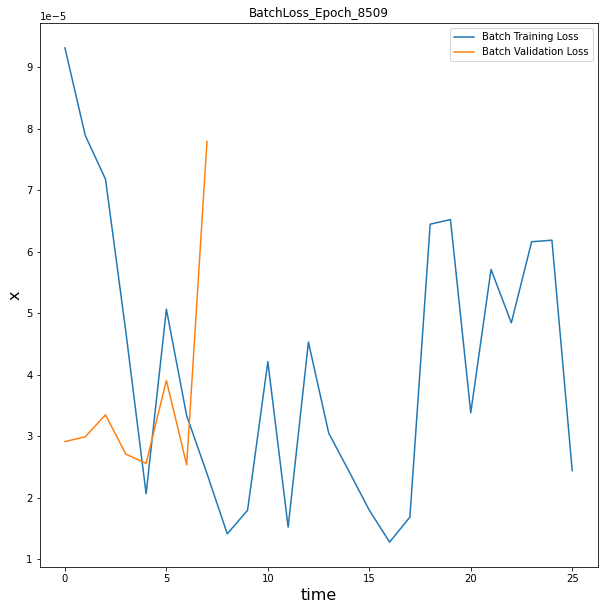 BatchLoss_Epoch_8509
1e−5
Batch Training Loss
Batch Validation Loss
9
8
7
6
5
4
3
2
1
x
0 5 10 15 20 25
time